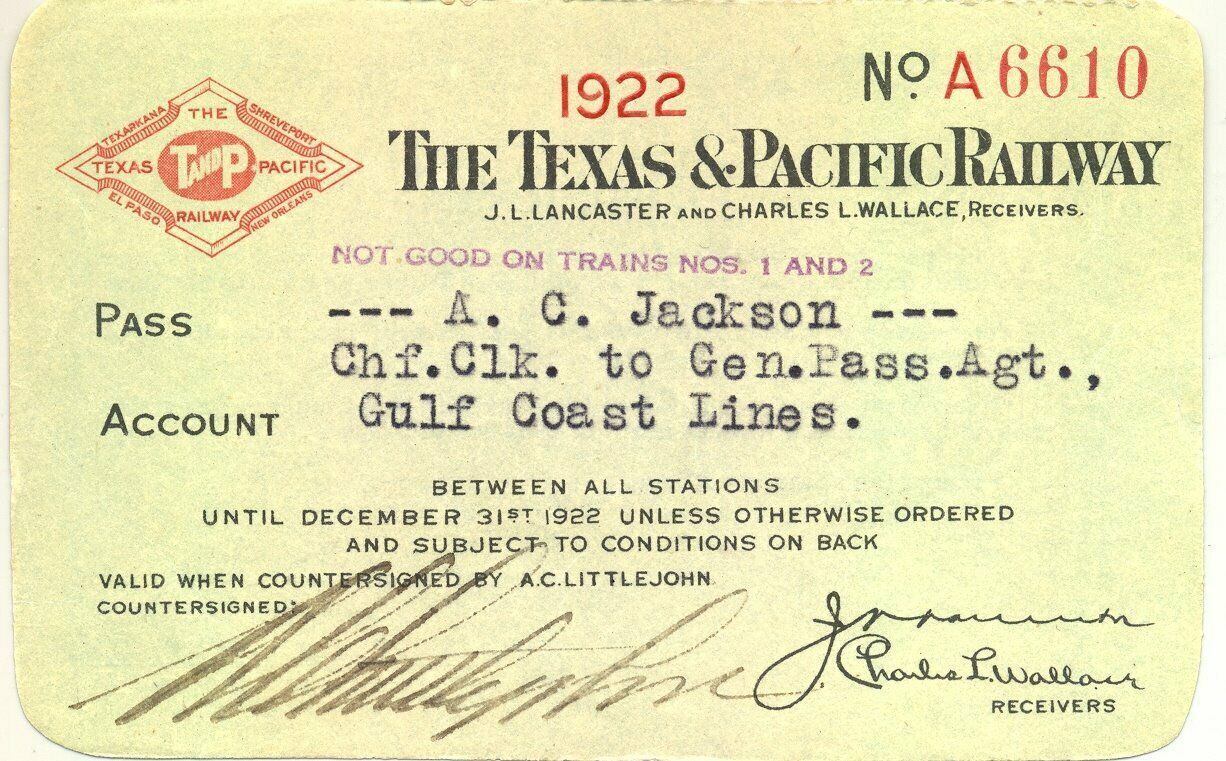 1922
Nº A6610
TEXARKANA
THE
SHREVEPORT
TEXAS
T AND P
PACIFIC
EL PASO
RAILWAY
NEW ORLEANS
THE TEXAS & PACIFIC RAILWAY
J. L. LANCASTER AND CHARLES L. WALLACE, RECEIVERS.
NOT GOOD ON TRAINS NOS. 1 AND 2
PASS --- A. C. Jackson ---
Chf.Clk. to Gen.Pass.Agt.,
ACCOUNT Gulf Coast Lines.
BETWEEN ALL STATIONS
UNTIL DECEMBER 31ST 1922 UNLESS OTHERWISE ORDERED
AND SUBJECT TO CONDITIONS ON BACK
VALID WHEN COUNTERSIGNED BY A.C. LITTLEJOHN
COUNTERSIGNED:
Charles L. Wallace
RECEIVERS